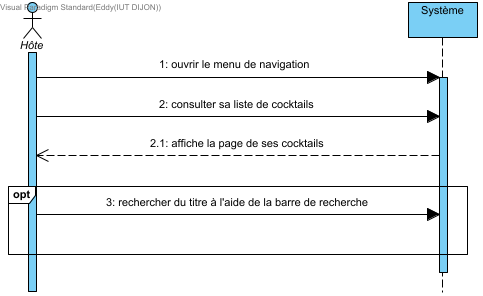 Visual Paradigm Standard(Eddy(IUT DIJON))
Système
Hôte
1: ouvrir le menu de navigation
2: consulter sa liste de cocktails
2.1: affiche la page de ses cocktails
opt
3: rechercher du titre à l'aide de la barre de recherche